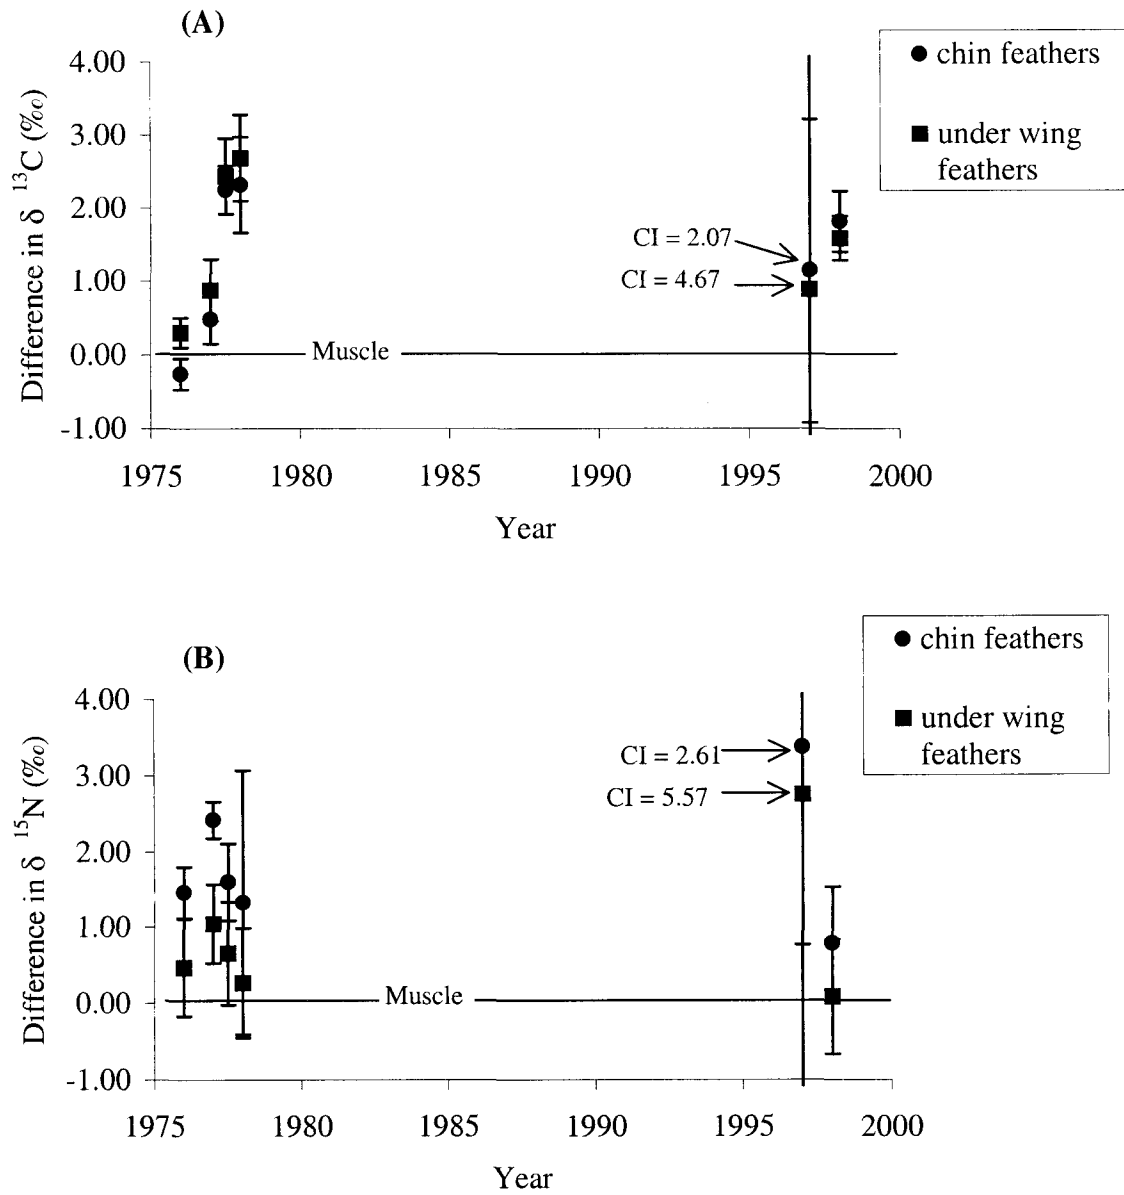 (A)
4.00
3.00
2.00
1.00
0.00
-1.00
Difference in δ ¹³C (‰)
CI = 2.07
CI = 4.67
Muscle
1975 1980 1985 1990 1995 2000
Year
● chin feathers
■ under wing
feathers
(B)
4.00
3.00
2.00
1.00
0.00
-1.00
Difference in δ ¹⁵N (‰)
CI = 2.61
CI = 5.57
Muscle
1975 1980 1985 1990 1995 2000
Year
● chin feathers
■ under wing
feathers